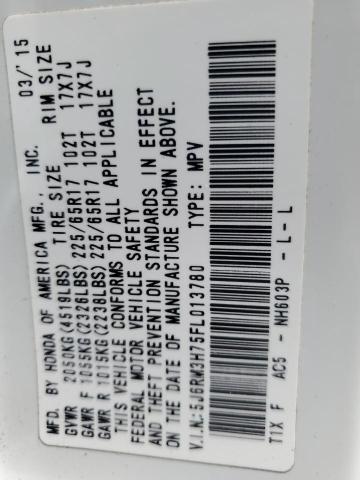 MFD. BY HONDA OF AMERICA MFG., INC. 03/'15
GVWR 2050KG(4519LBS) TIRE SIZE RIM SIZE
GAWR F 1055KG(2326LBS) 225/65R17 102T 17X7J
GAWR R 1015KG(2238LBS) 225/65R17 102T 17X7J
THIS VEHICLE CONFORMS TO ALL APPLICABLE
FEDERAL MOTOR VEHICLE SAFETY
AND THEFT PREVENTION STANDARDS IN EFFECT
ON THE DATE OF MANUFACTURE SHOWN ABOVE.
V.I.N.:5J6RM3H75FL013780 TYPE: MPV
T1X F AC5 - NH603P - L - L